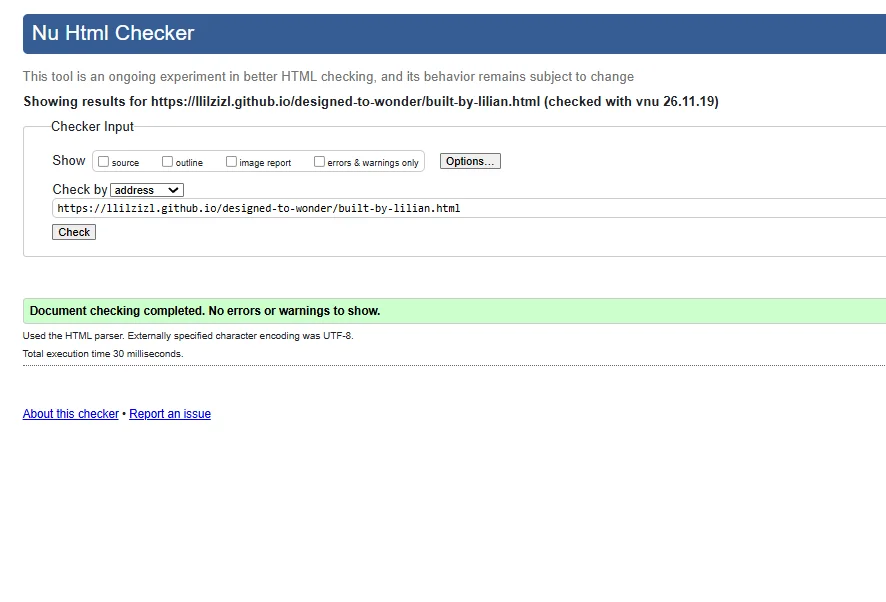 Nu Html Checker
This tool is an ongoing experiment in better HTML checking, and its behavior remains subject to change
Showing results for https://llilzizl.github.io/designed-to-wonder/built-by-lilian.html (checked with vnu 26.11.19)
Checker Input
Show source outline image report errors & warnings only Options...
Check by address
https://llilzizl.github.io/designed-to-wonder/built-by-lilian.html
Check
Document checking completed. No errors or warnings to show.
Used the HTML parser. Externally specified character encoding was UTF-8.
Total execution time 30 milliseconds.
About this checker • Report an issue